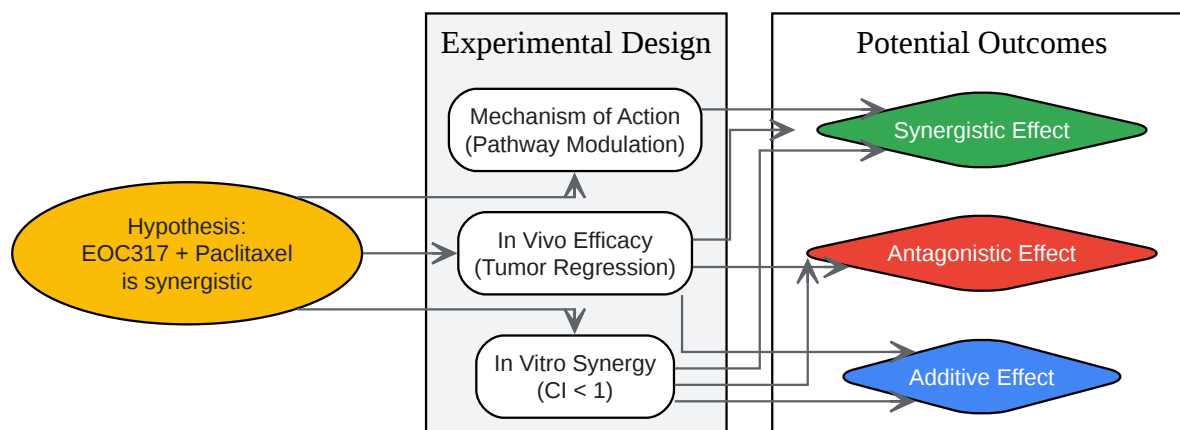 Experimental Design
Potential Outcomes
Mechanism of Action
(Pathway Modulation)
Synergistic Effect
Hypothesis:
EOC317 + Paclitaxel
is synergistic
In Vivo Efficacy
(Tumor Regression)
Antagonistic Effect
In Vitro Synergy
(CI < 1)
Additive Effect